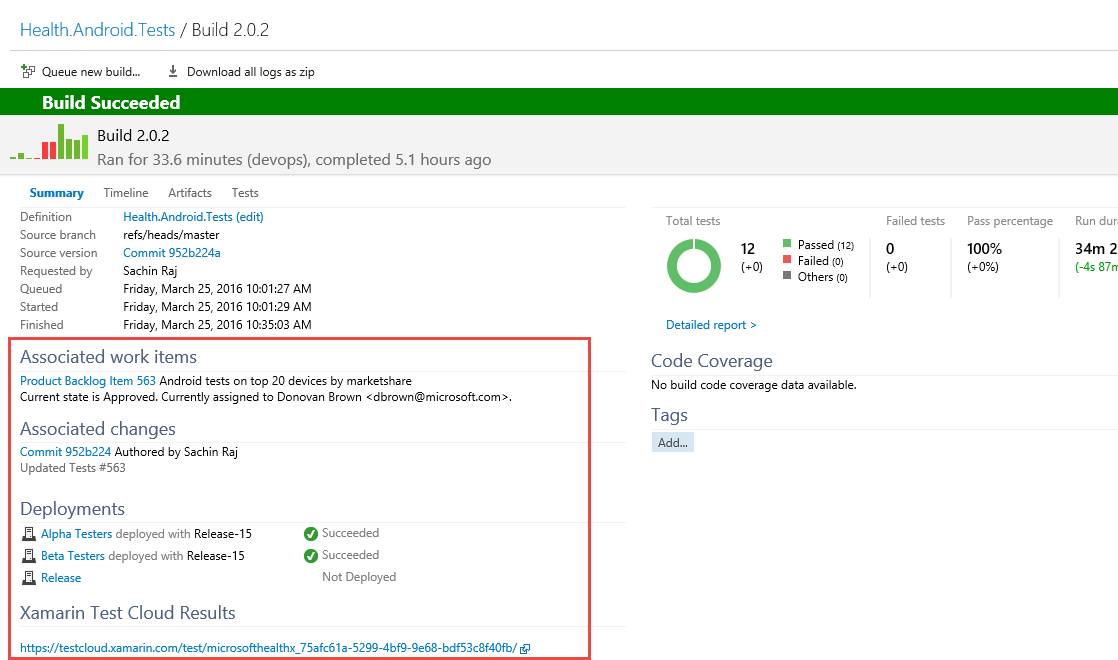 Health.Android.Tests / Build 2.0.2
Queue new build... Download all logs as zip
Build Succeeded
Build 2.0.2
Ran for 33.6 minutes (devops), completed 5.1 hours ago
Summary Timeline Artifacts Tests
Definition Health.Android.Tests (edit)
Source branch refs/heads/master
Source version Commit 952b224a
Requested by Sachin Raj
Queued Friday, March 25, 2016 10:01:27 AM
Started Friday, March 25, 2016 10:01:29 AM
Finished Friday, March 25, 2016 10:35:03 AM
Associated work items
Product Backlog Item 563 Android tests on top 20 devices by marketshare
Current state is Approved. Currently assigned to Donovan Brown <dbrown@microsoft.com>.
Associated changes
Commit 952b224 Authored by Sachin Raj
Updated Tests #563
Deployments
Alpha Testers deployed with Release-15 Succeeded
Beta Testers deployed with Release-15 Succeeded
Release Not Deployed
Xamarin Test Cloud Results
https://testcloud.xamarin.com/test/microsofthealthx_75afc61a-5299-4bf9-9e68-bdf53c8f40fb/
Total tests Failed tests Pass percentage Run dur
12 Passed (12) 0 100% 34m 2
(+0) Failed (0) (+0) (+0%) (-4s 87m
Others (0)
Detailed report >
Code Coverage
No build code coverage data available.
Tags
Add...